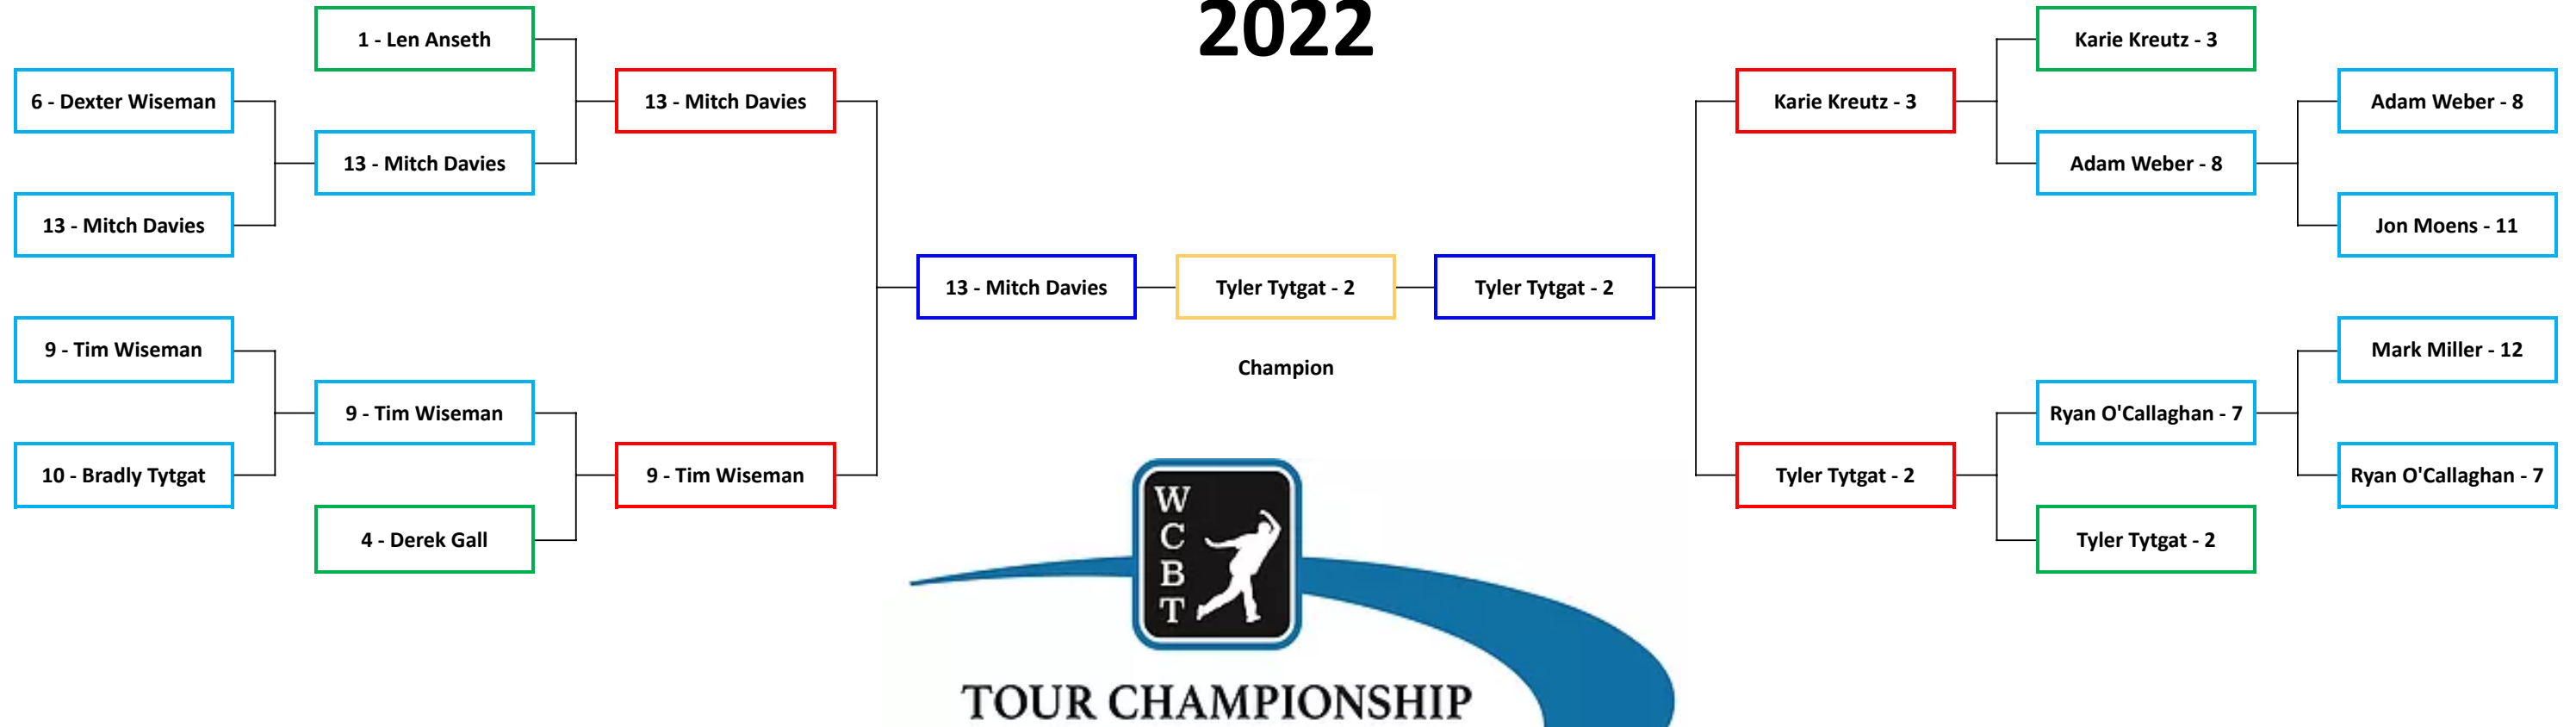 2022
1 - Len Anseth
Karie Kreutz - 3
6 - Dexter Wiseman
13 - Mitch Davies
Karie Kreutz - 3
Adam Weber - 8
13 - Mitch Davies
Adam Weber - 8
13 - Mitch Davies
Jon Moens - 11
13 - Mitch Davies
Tyler Tytgat - 2
Tyler Tytgat - 2
9 - Tim Wiseman
Mark Miller - 12
Champion
9 - Tim Wiseman
Ryan O'Callaghan - 7
10 - Bradly Tytgat
9 - Tim Wiseman
Tyler Tytgat - 2
Ryan O'Callaghan - 7
4 - Derek Gall
Tyler Tytgat - 2
W
C
B
T
TOUR CHAMPIONSHIP